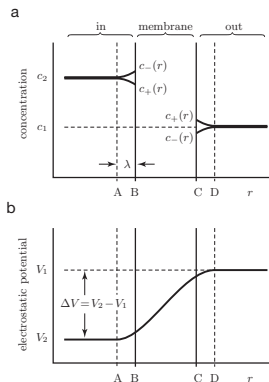 a
in membrane out
concentration
c₂
c₋(r)
c₊(r)
c₁
c₊(r)
c₋(r)
λ
A B C D r
b
electrostatic potential
V₁
ΔV=V₂−V₁
V₂
A B C D r